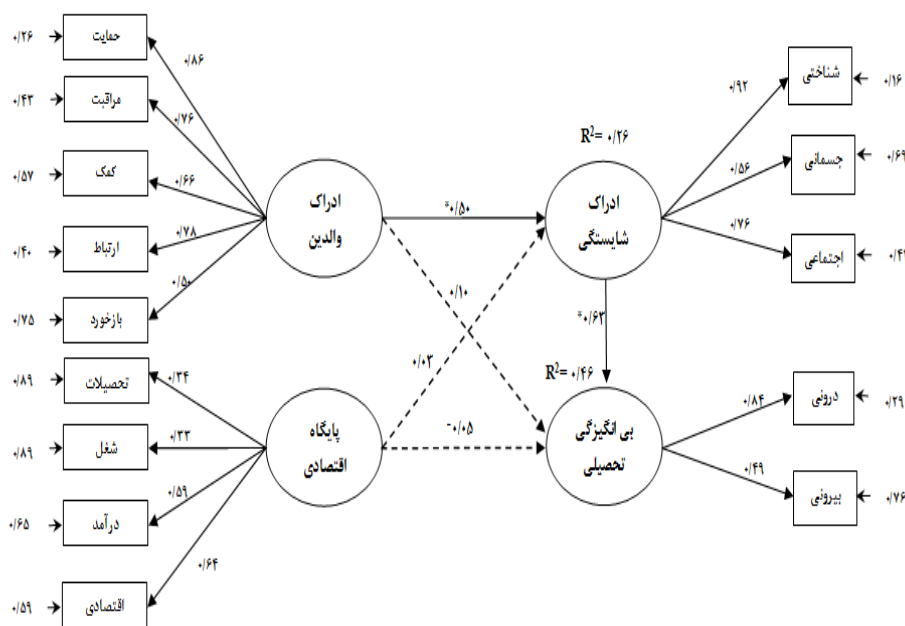 ۰/۲۶
حمایت
۰/۸۶
۰/۴۳
مراقبت
۰/۷۶
۰/۵۷
کمک
۰/۶۶
۰/۴۰
ارتباط
۰/۷۸
۰/۷۵
بازخورد
۰/۵۰
ادراک
والدین
*۰/۵۰
۰/۱۰
۰/۸۹
تحصیلات
۰/۳۴
۰/۸۹
شغل
۰/۳۳
۰/۶۵
درآمد
۰/۵۹
۰/۵۹
اقتصادی
۰/۶۴
پایگاه
اقتصادی
۰/۰۳
-۰/۰۵
R²= ۰/۲۶
ادراک
شایستگی
*۰/۶۳
۰/۹۲
شناختی
۰/۱۶
۰/۵۶
جسمانی
۰/۶۹
۰/۷۶
اجتماعی
R²= ۰/۴۶
بی انگیزگی
تحصیلی
۰/۸۴
درونی
۰/۲۹
۰/۴۹
بیرونی
۰/۷۶